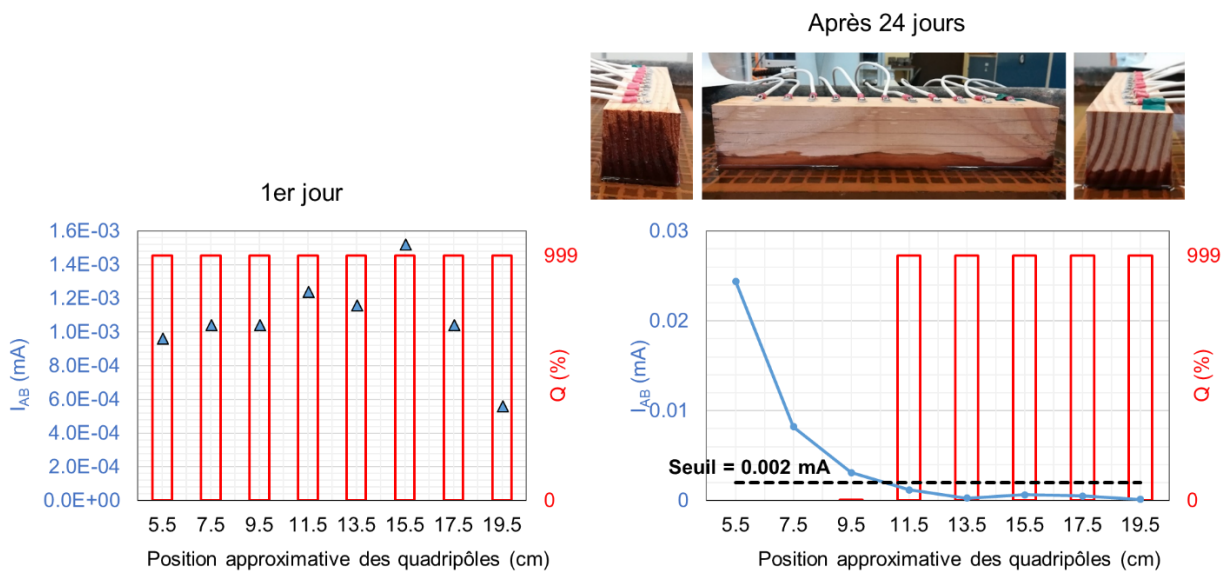 Après 24 jours
1er jour
1.6E-03
1.4E-03
1.2E-03
1.0E-03
8.0E-04
6.0E-04
4.0E-04
2.0E-04
0.0E+00
I_AB (mA)
999
0
Q (%)
5.5 7.5 9.5 11.5 13.5 15.5 17.5 19.5
Position approximative des quadripôles (cm)
0.03
0.02
0.01
0
I_AB (mA)
Seuil = 0.002 mA
999
0
Q (%)
5.5 7.5 9.5 11.5 13.5 15.5 17.5 19.5
Position approximative des quadripôles (cm)